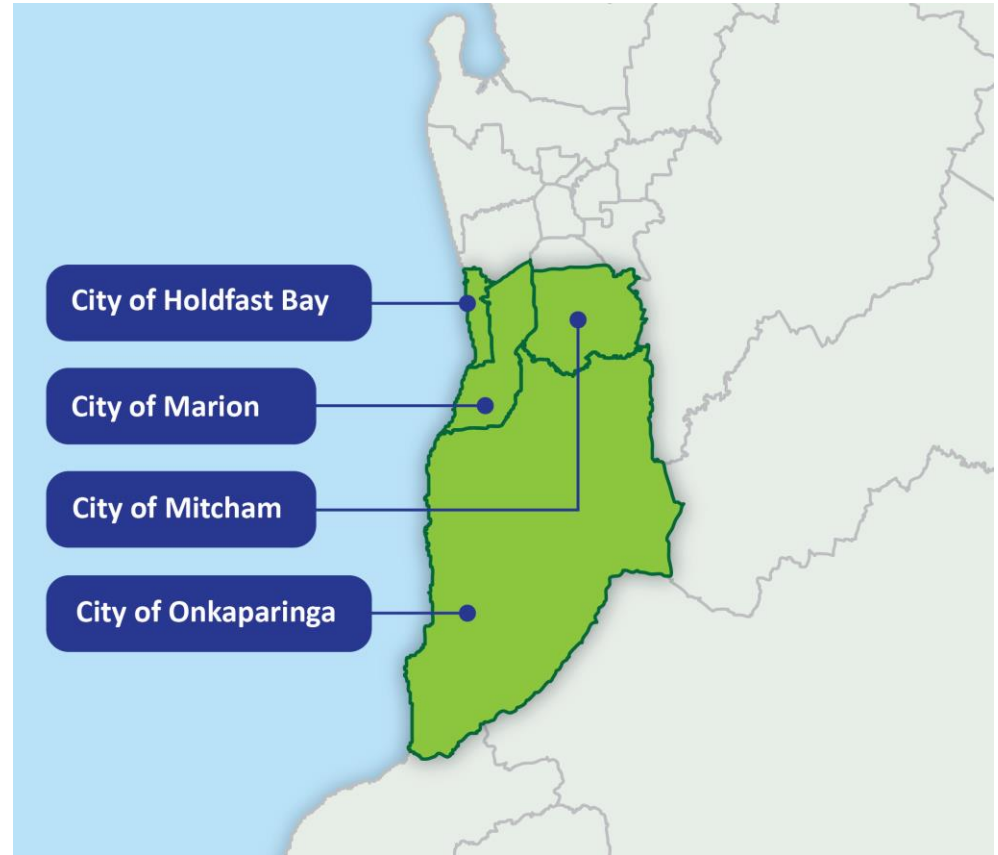 City of Holdfast Bay
City of Marion
City of Mitcham
City of Onkaparinga